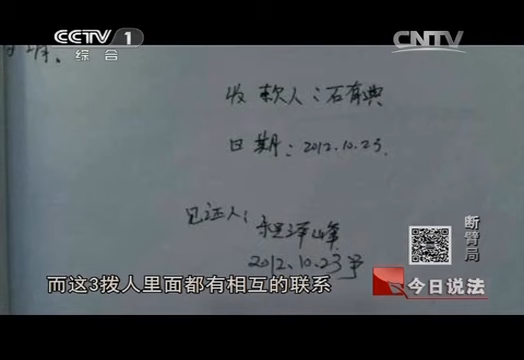 CCTV 1
综合
CNTV
收款人：石有典
日期：2012.10.23.
见证人：
2012.10.23号
断臂局
而这3拨人里面都有相互的联系
今日说法